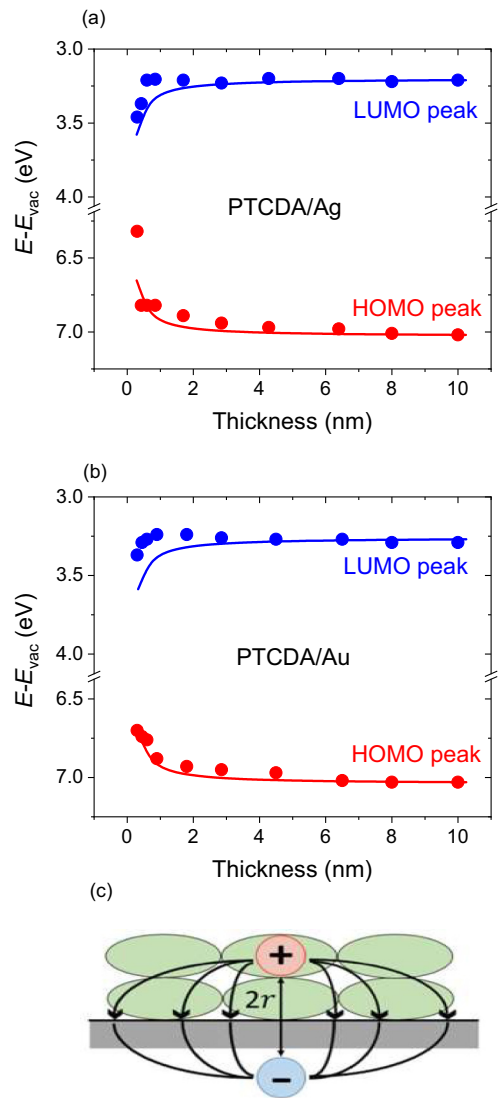 (a)
3.0
3.5
4.0
6.5
7.0
E-Evac (eV)
LUMO peak
PTCDA/Ag
HOMO peak
0 2 4 6 8 10
Thickness (nm)
(b)
3.0
3.5
4.0
6.5
7.0
E-Evac (eV)
LUMO peak
PTCDA/Au
HOMO peak
0 2 4 6 8 10
Thickness (nm)
(c)
+
2r
−